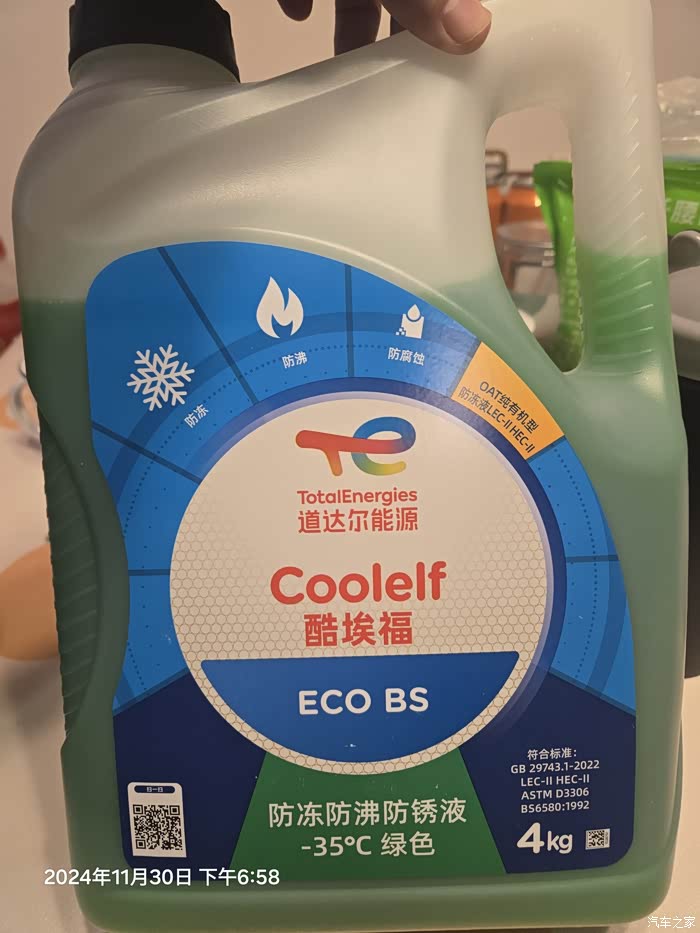 防冻
防沸
防腐蚀
OAT纯有机型
防冻液LEC-II HEC-II
TotalEnergies
道达尔能源
Coolelf
酷埃福
ECO BS
扫一扫
防冻防沸防锈液
-35°C 绿色
符合标准：
GB 29743.1-2022
LEC-II HEC-II
ASTM D3306
BS6580:1992
4kg
2024年11月30日 下午6:58
汽车之家